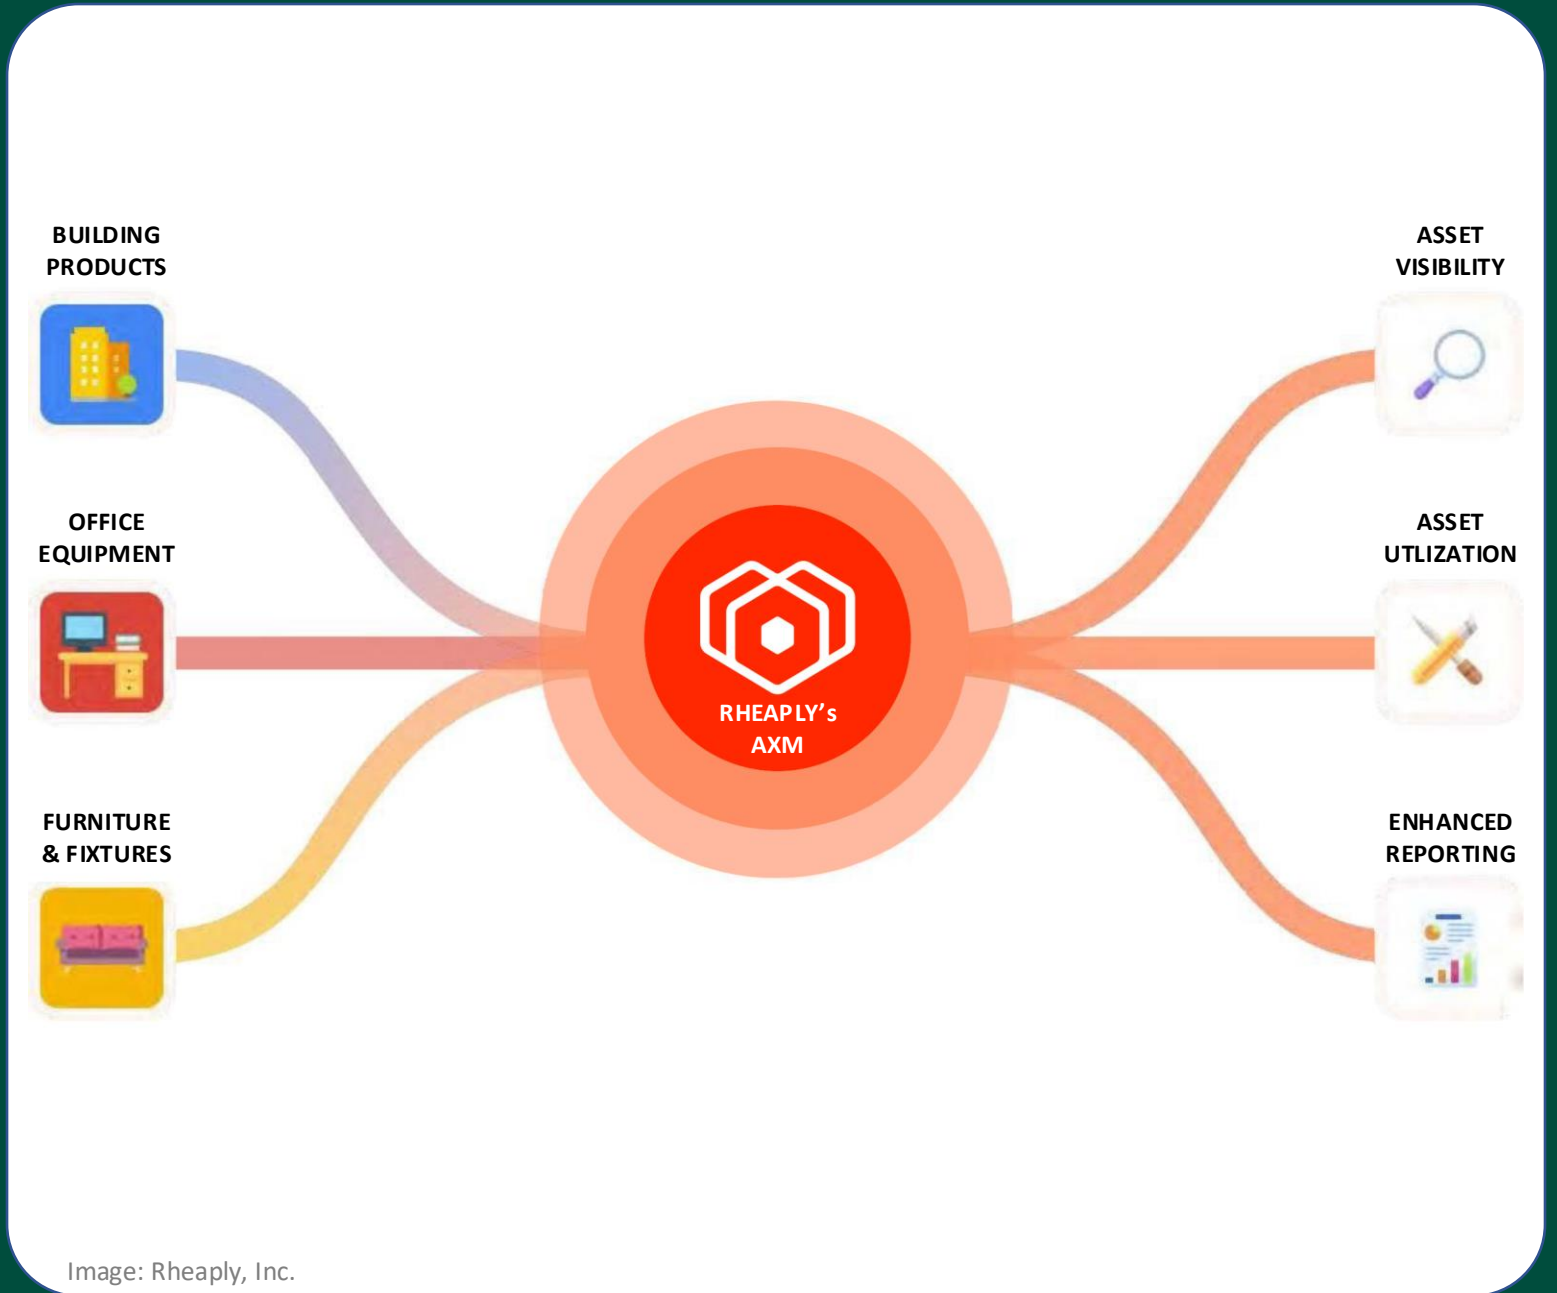 BUILDING
PRODUCTS
ASSET
VISIBILITY
OFFICE
EQUIPMENT
ASSET
UTLIZATION
RHEAPLY’s
AXM
FURNITURE
& FIXTURES
ENHANCED
REPORTING
Image: Rheaply, Inc.